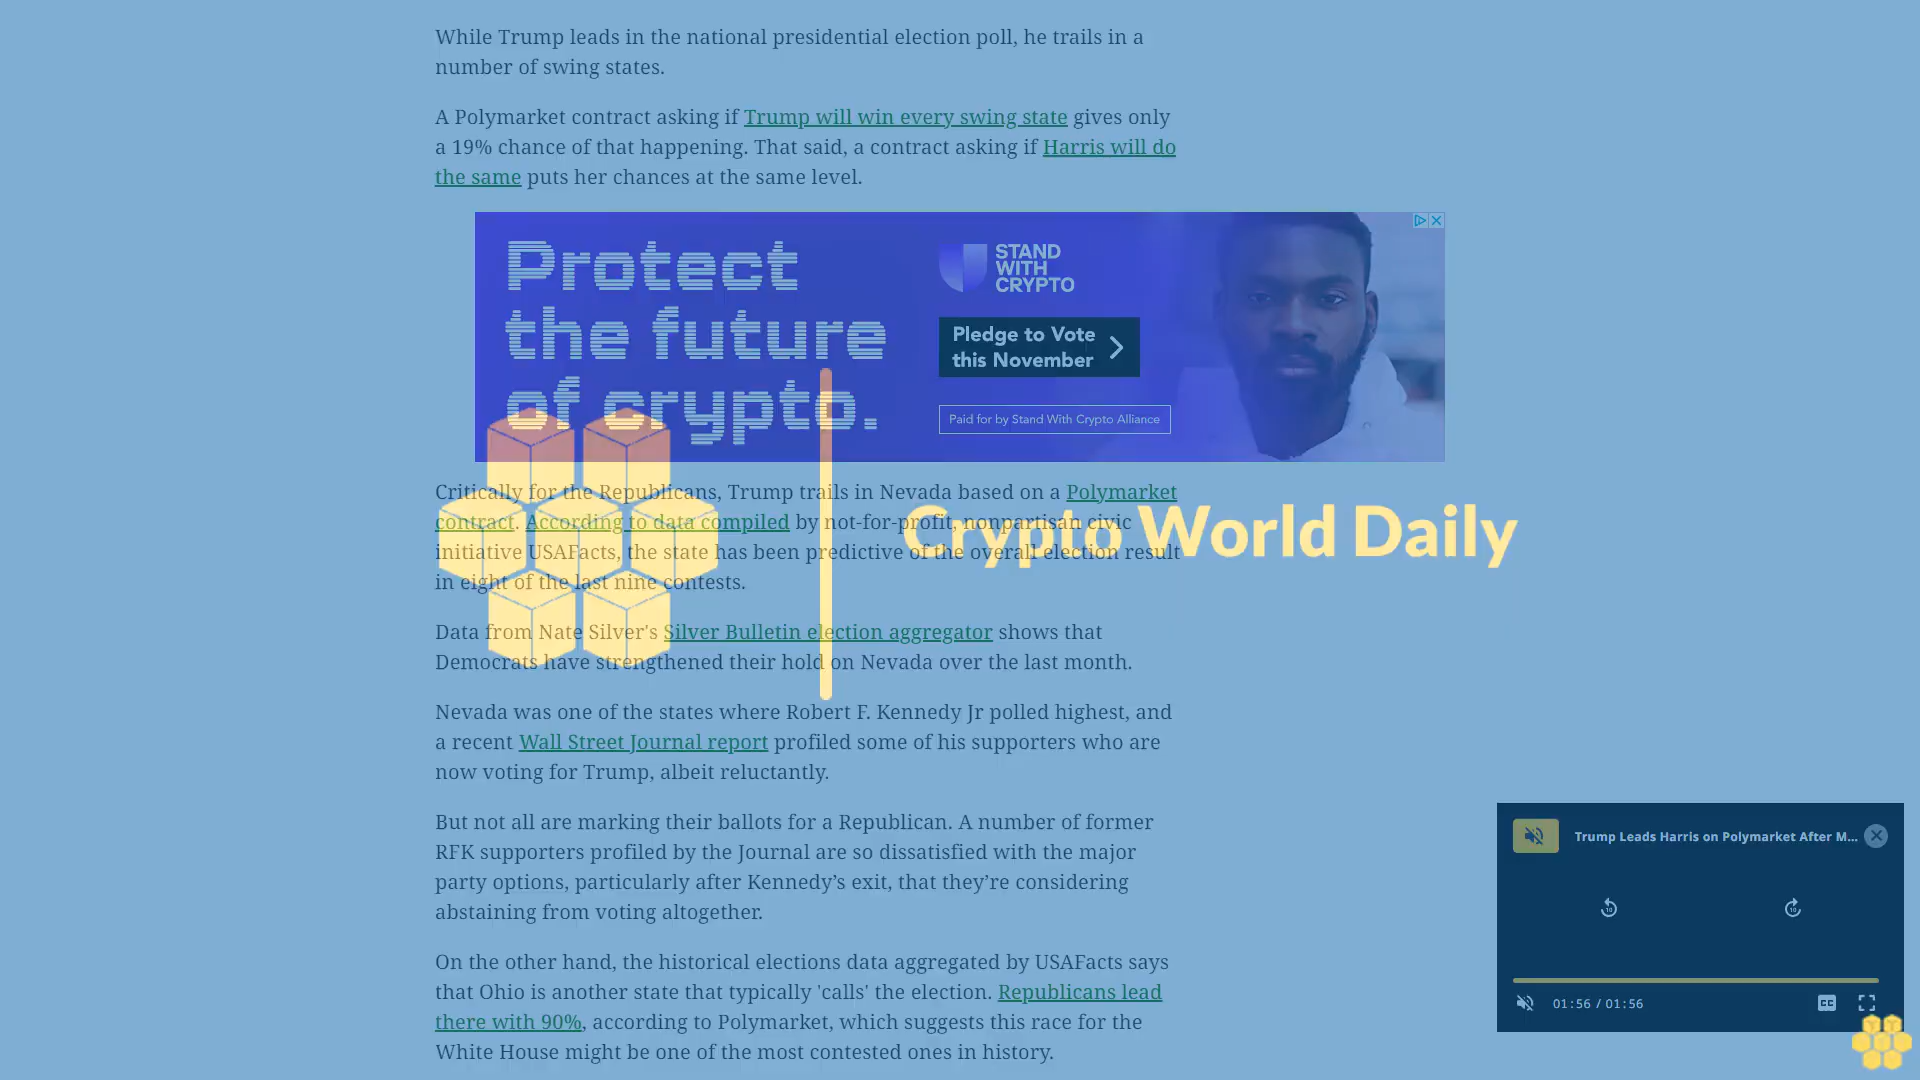 While Trump leads in the national presidential election poll, he trails in a
number of swing states.
A Polymarket contract asking if Trump will win every swing state gives only
a 19% chance of that happening. That said, a contract asking if Harris will do
the same puts her chances at the same level.
Protect
the future
of crypto.
STAND
WITH
CRYPTO
Pledge to Vote
this November
Paid for by Stand With Crypto Alliance
Critically for the Republicans, Trump trails in Nevada based on a Polymarket
contract. According to data compiled by not-for-profit, nonpartisan civic
initiative USAFacts, the state has been predictive of the overall election result
in eight of the last nine contests.
Crypto World Daily
Data from Nate Silver's Silver Bulletin election aggregator shows that
Democrats have strengthened their hold on Nevada over the last month.
Nevada was one of the states where Robert F. Kennedy Jr polled highest, and
a recent Wall Street Journal report profiled some of his supporters who are
now voting for Trump, albeit reluctantly.
But not all are marking their ballots for a Republican. A number of former
RFK supporters profiled by the Journal are so dissatisfied with the major
party options, particularly after Kennedy’s exit, that they’re considering
abstaining from voting altogether.
On the other hand, the historical elections data aggregated by USAFacts says
that Ohio is another state that typically 'calls' the election. Republicans lead
there with 90%, according to Polymarket, which suggests this race for the
White House might be one of the most contested ones in history.
Trump Leads Harris on Polymarket After M...
10
10
01:56 / 01:56
CC